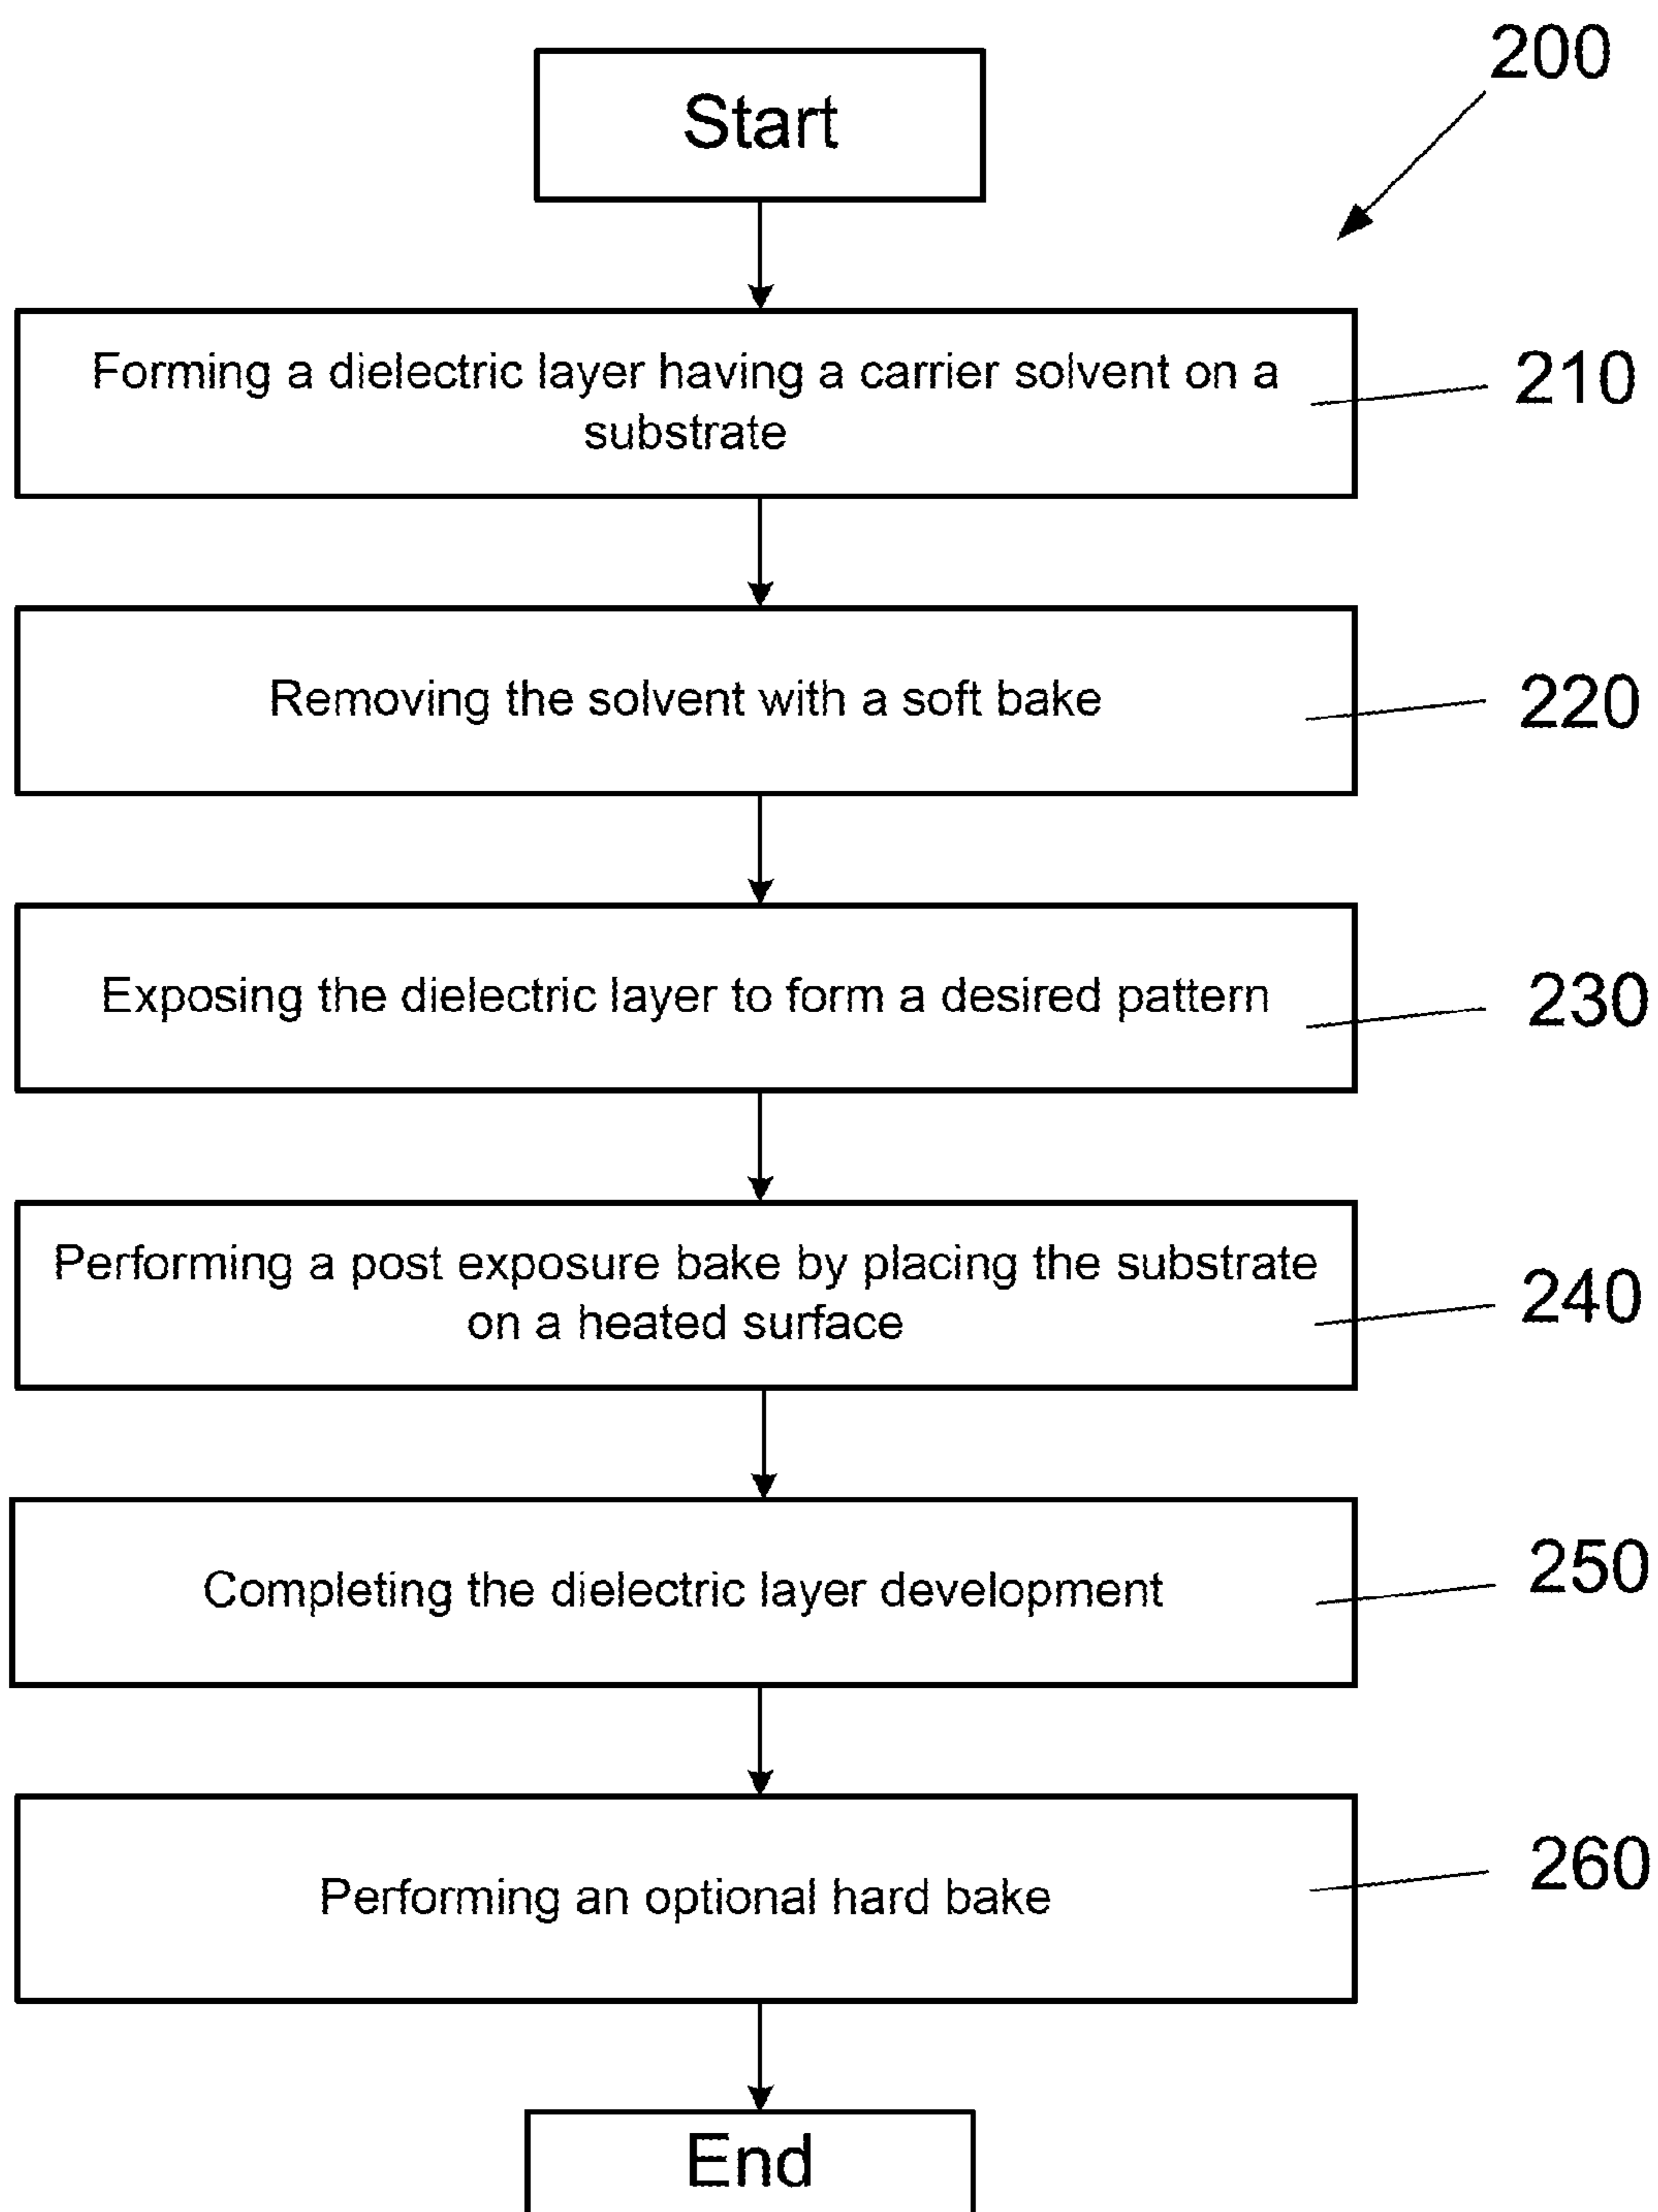 200
Start
Forming a dielectric layer having a carrier solvent on a
substrate
210
Removing the solvent with a soft bake
220
Exposing the dielectric layer to form a desired pattern
230
Performing a post exposure bake by placing the substrate
on a heated surface
240
Completing the dielectric layer development
250
Performing an optional hard bake
260
End